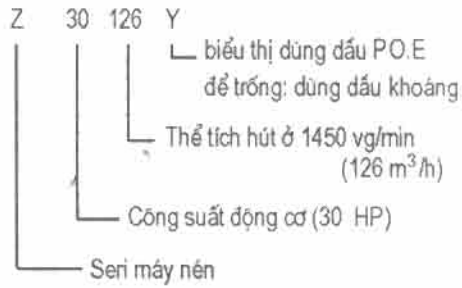 Z 30 126 Y
biểu thị dùng dầu PO.E
để trống: dùng dầu khoáng
Thể tích hút ở 1450 vg/min
(126 m³/h)
Công suất động cơ (30 HP)
Seri máy nén